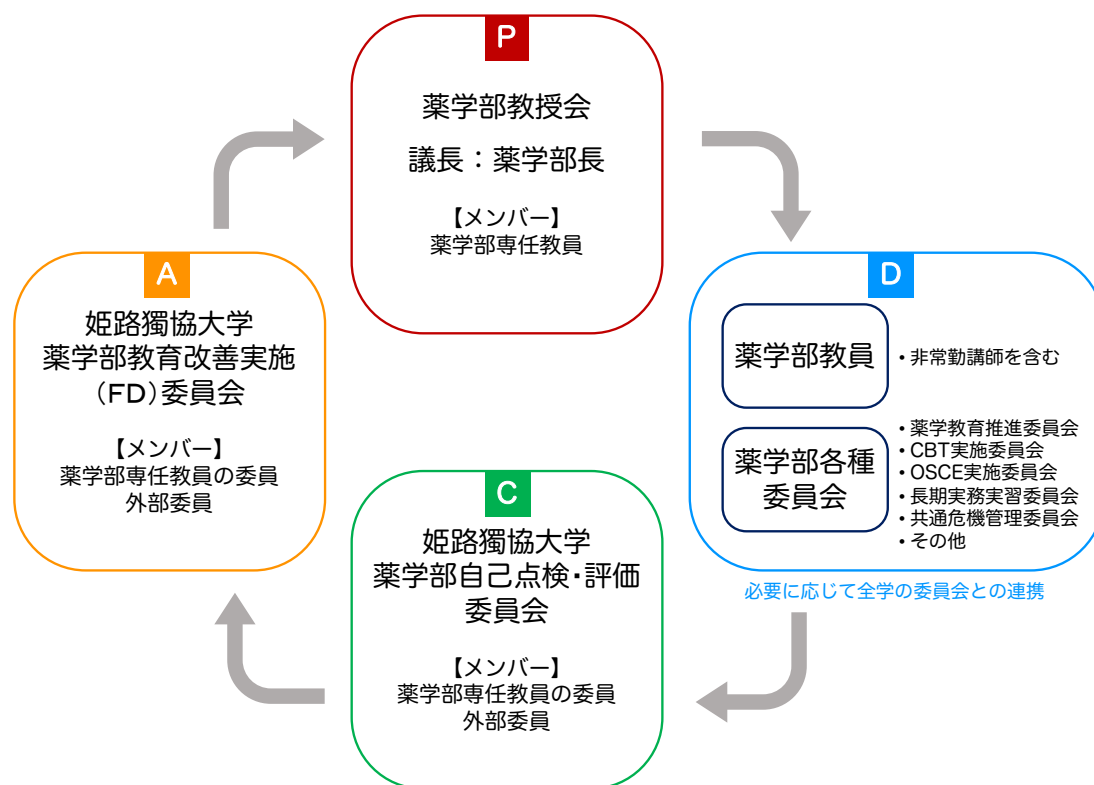 P
薬学部教授会
議長：薬学部長
【メンバー】
薬学部専任教員
D
薬学部教員
・非常勤講師を含む
薬学部各種
委員会
・薬学教育推進委員会
・CBT実施委員会
・OSCE実施委員会
・長期実務実習委員会
・共通危機管理委員会
・その他
必要に応じて全学の委員会との連携
C
姫路獨協大学
薬学部自己点検・評価
委員会
【メンバー】
薬学部専任教員の委員
外部委員
A
姫路獨協大学
薬学部教育改善実施
（FD）委員会
【メンバー】
薬学部専任教員の委員
外部委員